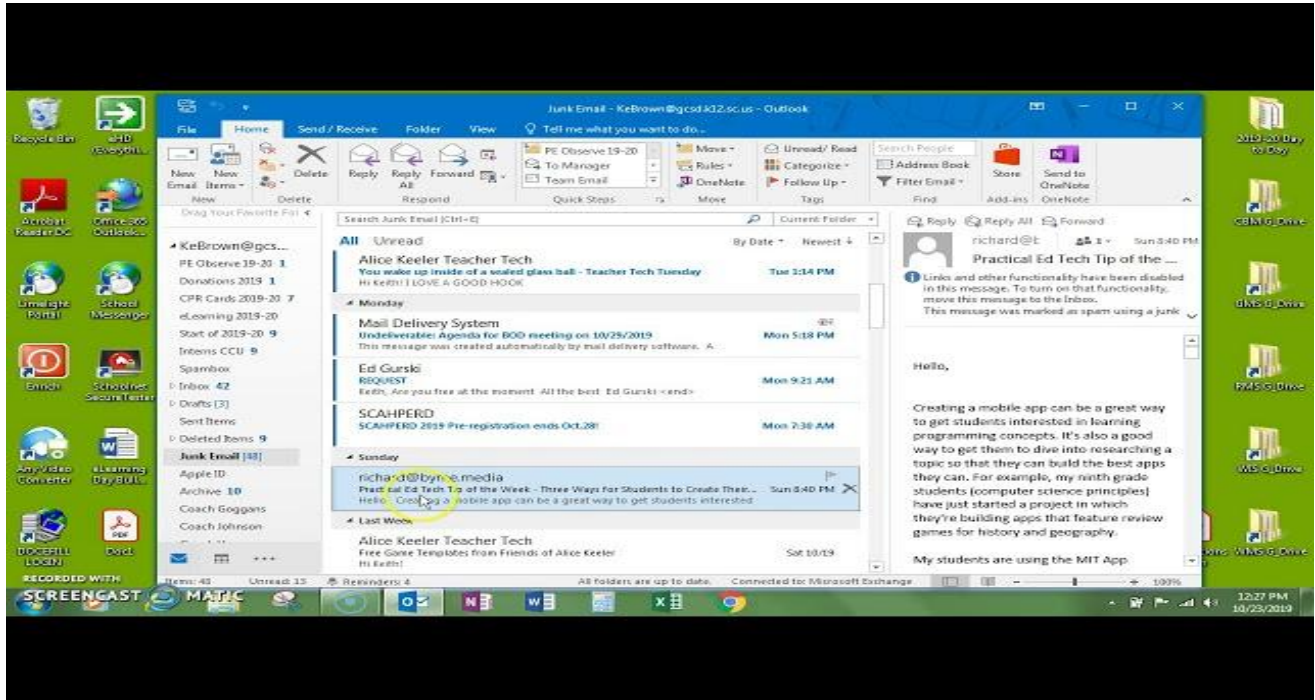 Junk Email - KeBrown@gcsd.k12.sc.us - Outlook
File Home Send / Receive Folder View Tell me what you want to do...
New Email
New Items
Delete
Reply
Reply All
Forward
PE Observe 19-20
To Manager
Team Email
Move
Rules
OneNote
Unread/ Read
Categorize
Follow Up
Search People
Address Book
Filter Email
Store
Send to OneNote
New Delete Respond Quick Steps Move Tags Find Add-ins OneNote
Recycle Bin
Acrobat Reader DC
Office 365 Outlook...
Limelight Portal
School Messenger
Enrich
Schoolnet Secure Tester
Any Video Converter
eLearning
LOGIN
2019-20 Day to Day
KeBrown@gcs...
PE Observe 19-20 1
Donations 2019 1
CPR Cards 2019-20 7
eLearning 2019-20
Start of 2019-20 9
Interns CCU 9
Spambox
Inbox 42
Drafts [3]
Sent Items
Deleted Items 9
Junk Email [48]
Apple ID
Archive 10
Coach Goggans
Coach Johnson
Search Junk Email (Ctrl+E) Current Folder
All Unread By Date Newest
Alice Keeler Teacher Tech
You wake up inside of a sealed glass ball - Teacher Tech Tuesday Tue 1:14 PM
Hi Keith! I LOVE A GOOD HOOK
Monday
Mail Delivery System
Undeliverable: Agenda for BOD meeting on 10/29/2019 Mon 5:18 PM
This message was created automatically by mail delivery software. A
Ed Gurski
REQUEST Mon 9:21 AM
Keith, Are you free at the moment All the best Ed Gurski <end>
SCAHPERD
SCAHPERD 2019 Pre-registration ends Oct.28! Mon 7:30 AM
Sunday
richard@byrne.media
Practical Ed Tech Tip of the Week - Three Ways for Students to Create Their... Sun 8:40 PM
Hello, Creating a mobile app can be a great way to get students interested
Last Week
Alice Keeler Teacher Tech
Free Game Templates from Friends of Alice Keeler Sat 10/19
Hi Keith!
Reply Reply All Forward
Sun 8:40 PM
Practical Ed Tech Tip of the ...
Links and other functionality have been disabled
in this message. To turn on that functionality,
move this message to the Inbox.
This message was marked as spam using a junk
Hello,
Creating a mobile app can be a great way
to get students interested in learning
programming concepts. It's also a good
way to get them to dive into researching a
topic so that they can build the best apps
they can. For example, my ninth grade
students (computer science principles)
have just started a project in which
they're building apps that feature review
games for history and geography.
My students are using the MIT App
Items: 48 Unread: 33 Reminders: 4 All folders are up to date. Connected to: Microsoft Exchange 100%
RECORDED WITH
SCREENCAST MATIC
12:27 PM
10/23/2019